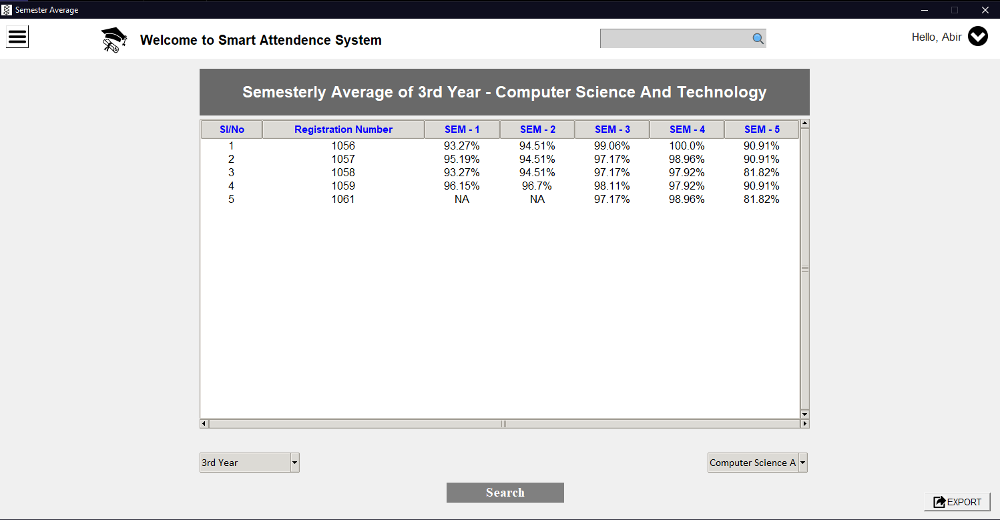 Semester Average
Welcome to Smart Attendence System
Hello, Abir
Semesterly Average of 3rd Year - Computer Science And Technology
Sl/No Registration Number SEM - 1 SEM - 2 SEM - 3 SEM - 4 SEM - 5
1 1056 93.27% 94.51% 99.06% 100.0% 90.91%
2 1057 95.19% 94.51% 97.17% 98.96% 90.91%
3 1058 93.27% 94.51% 97.17% 97.92% 81.82%
4 1059 96.15% 96.7% 98.11% 97.92% 90.91%
5 1061 NA NA 97.17% 98.96% 81.82%
3rd Year Computer Science A
Search
EXPORT